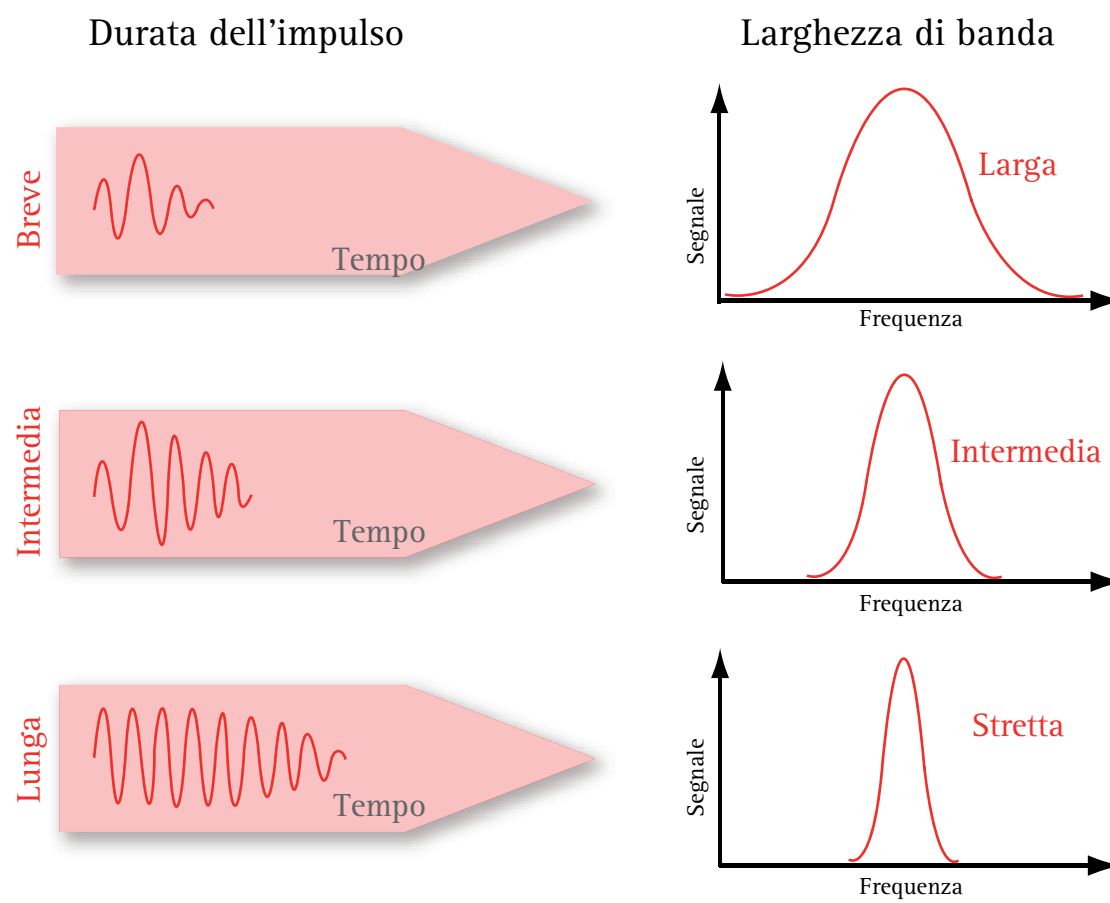 Durata dell'impulso
Larghezza di banda
Breve
Tempo
Segnale
Larga
Frequenza
Intermedia
Tempo
Segnale
Intermedia
Frequenza
Lunga
Tempo
Segnale
Stretta
Frequenza